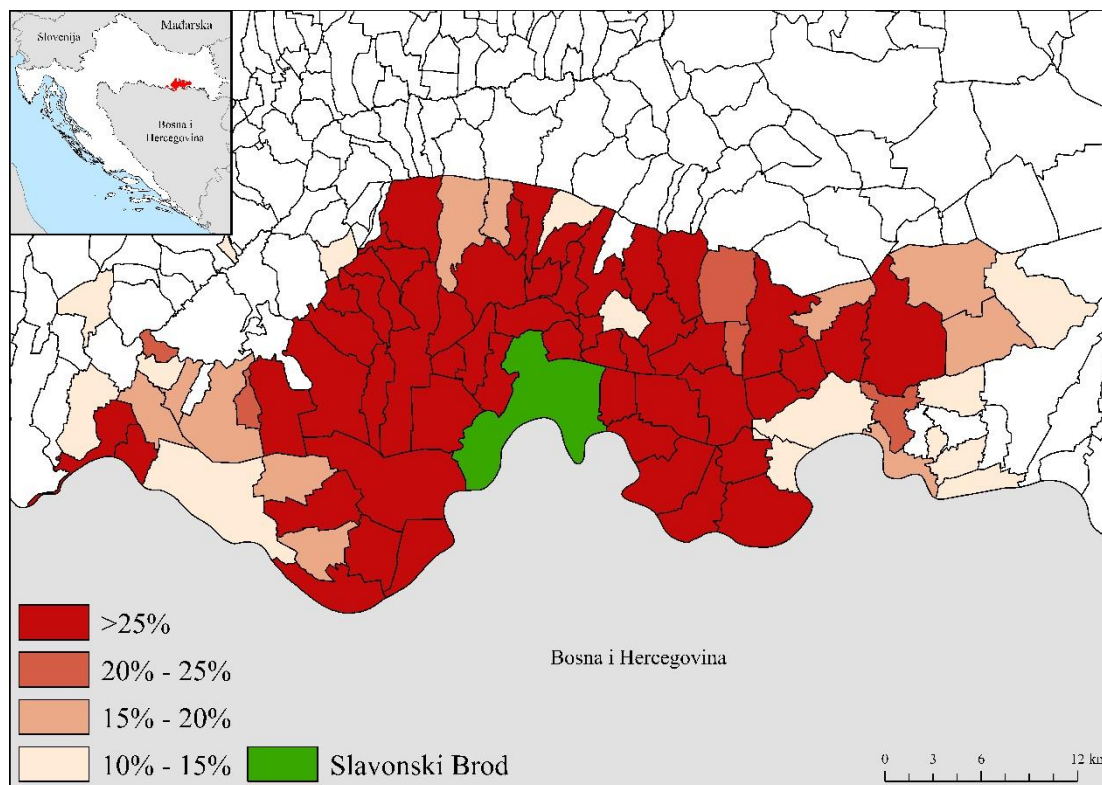 Mađarska
Slovenija
Bosna i
Hercegovina
>25%
20% - 25%
15% - 20%
10% - 15%
Slavonski Brod
Bosna i Hercegovina
0 3 6 12 km